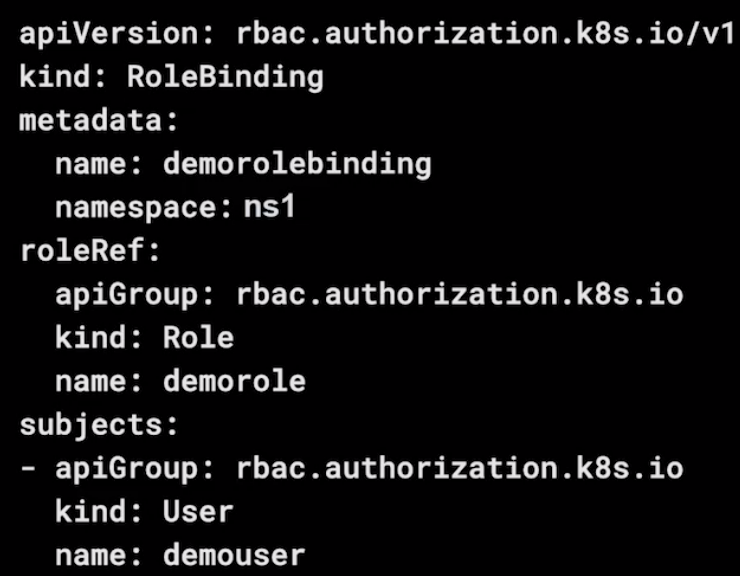 apiVersion: rbac.authorization.k8s.io/v1
kind: RoleBinding
metadata:
  name: demorolebinding
  namespace: ns1
roleRef:
  apiGroup: rbac.authorization.k8s.io
  kind: Role
  name: demorole
subjects:
- apiGroup: rbac.authorization.k8s.io
  kind: User
  name: demouser